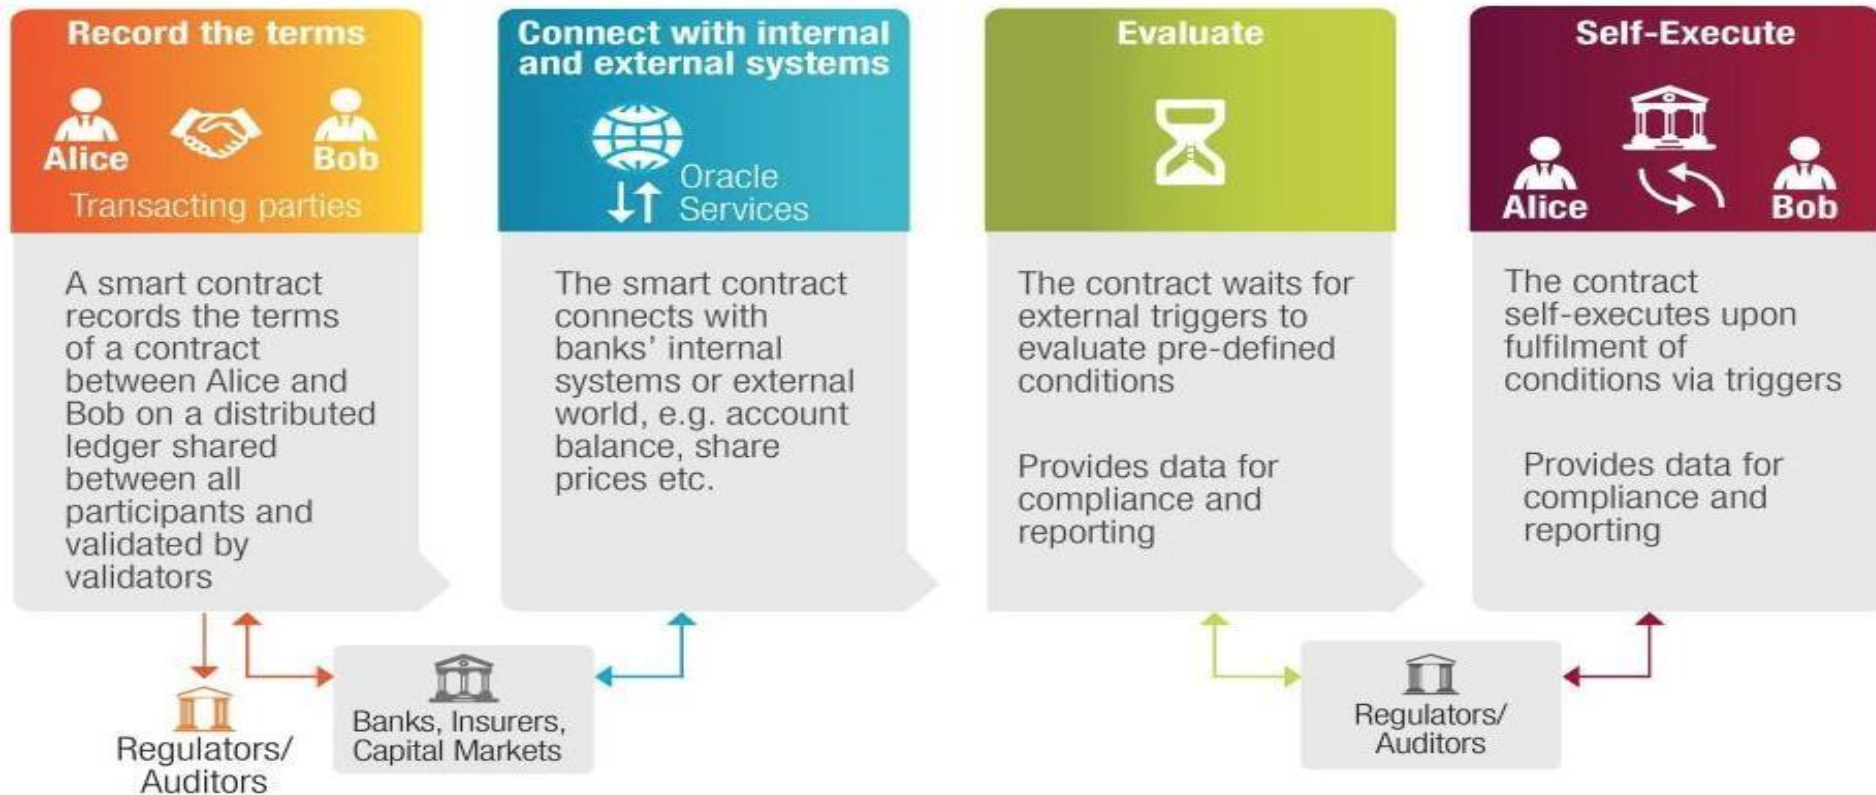 Record the terms
Alice
Bob
Transacting parties
A smart contract
records the terms
of a contract
between Alice and
Bob on a distributed
ledger shared
between all
participants and
validated by
validators
Connect with internal
and external systems
Oracle
Services
The smart contract
connects with
banks' internal
systems or external
world, e.g. account
balance, share
prices etc.
Evaluate
The contract waits for
external triggers to
evaluate pre-defined
conditions
Provides data for
compliance and
reporting
Self-Execute
Alice
Bob
The contract
self-executes upon
fulfilment of
conditions via triggers
Provides data for
compliance and
reporting
Regulators/
Auditors
Banks, Insurers,
Capital Markets
Regulators/
Auditors